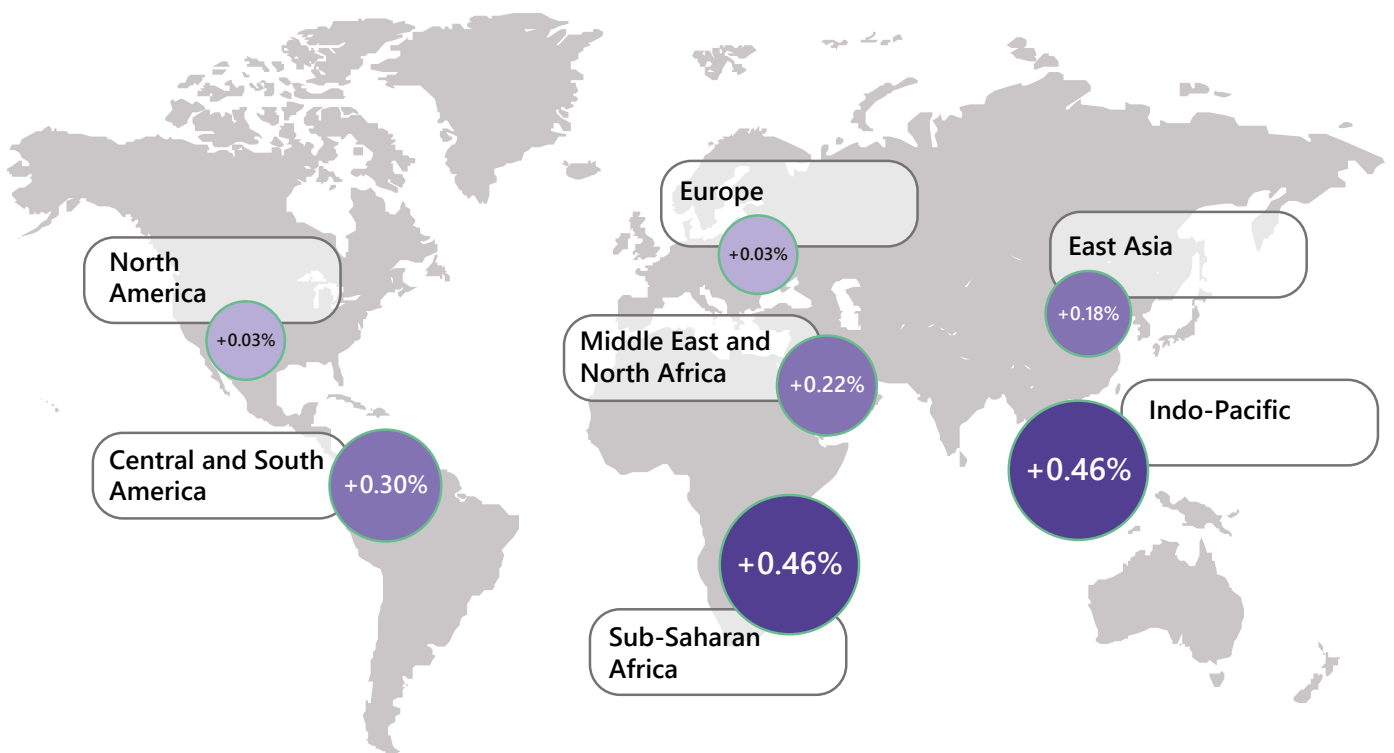 Europe
+0.03%
East Asia
+0.18%
North
America
+0.03%
Middle East and
North Africa
+0.22%
Indo-Pacific
+0.46%
Central and South
America
+0.30%
+0.46%
Sub-Saharan
Africa